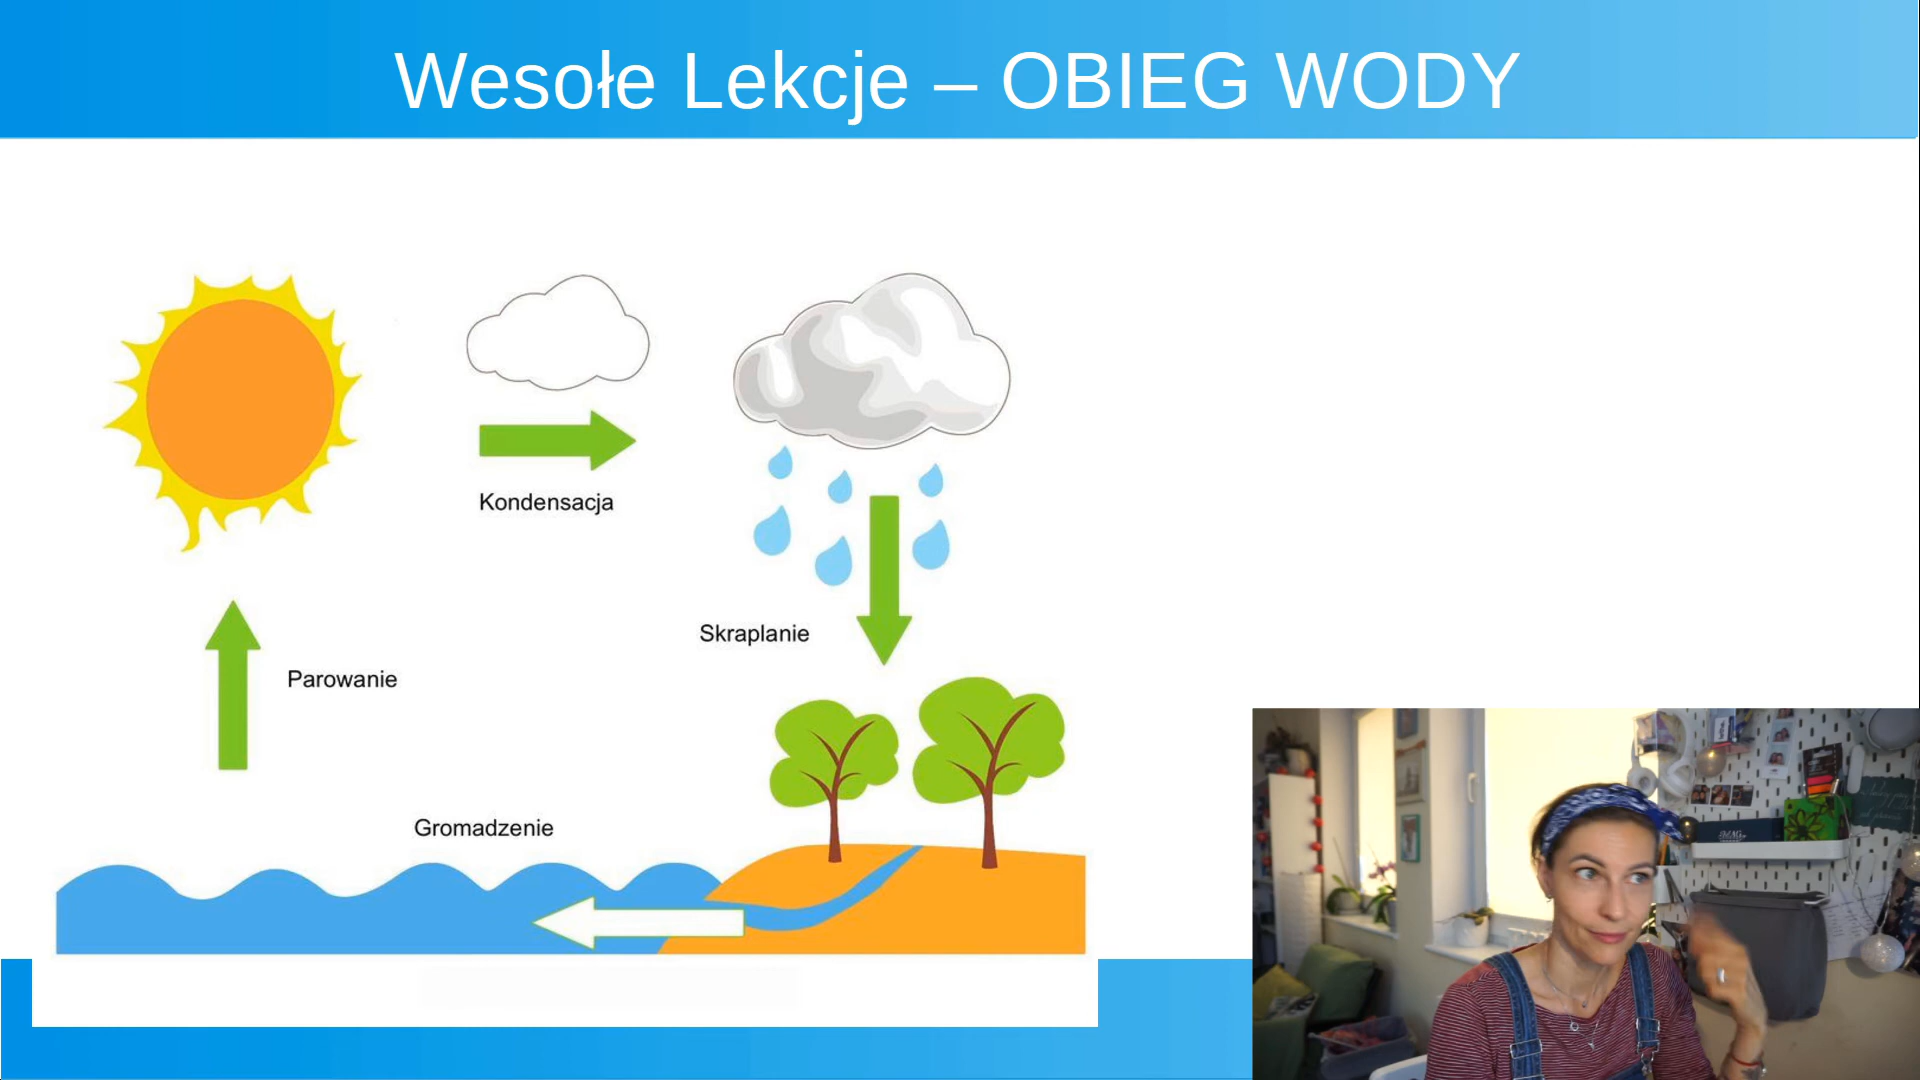 Wesołe Lekcje – OBIEG WODY
Kondensacja
Skraplanie
Parowanie
Gromadzenie